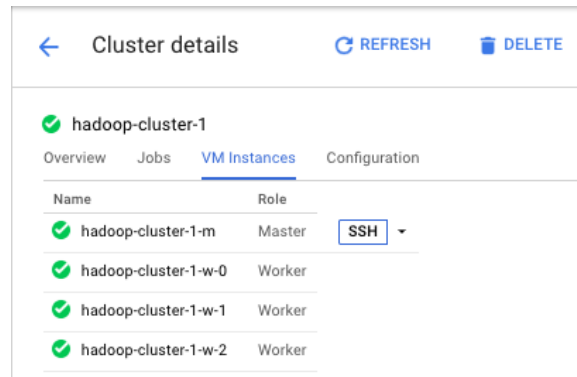 Cluster details REFRESH DELETE
hadoop-cluster-1
Overview Jobs VM Instances Configuration
Name Role
hadoop-cluster-1-m Master SSH
hadoop-cluster-1-w-0 Worker
hadoop-cluster-1-w-1 Worker
hadoop-cluster-1-w-2 Worker